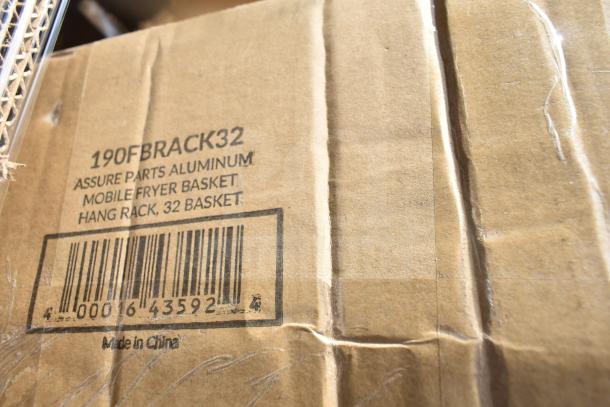 190FBRACK32
ASSURE PARTS ALUMINUM
MOBILE FRYER BASKET
HANG RACK, 32 BASKET
4 00016 43592 4
Made in China